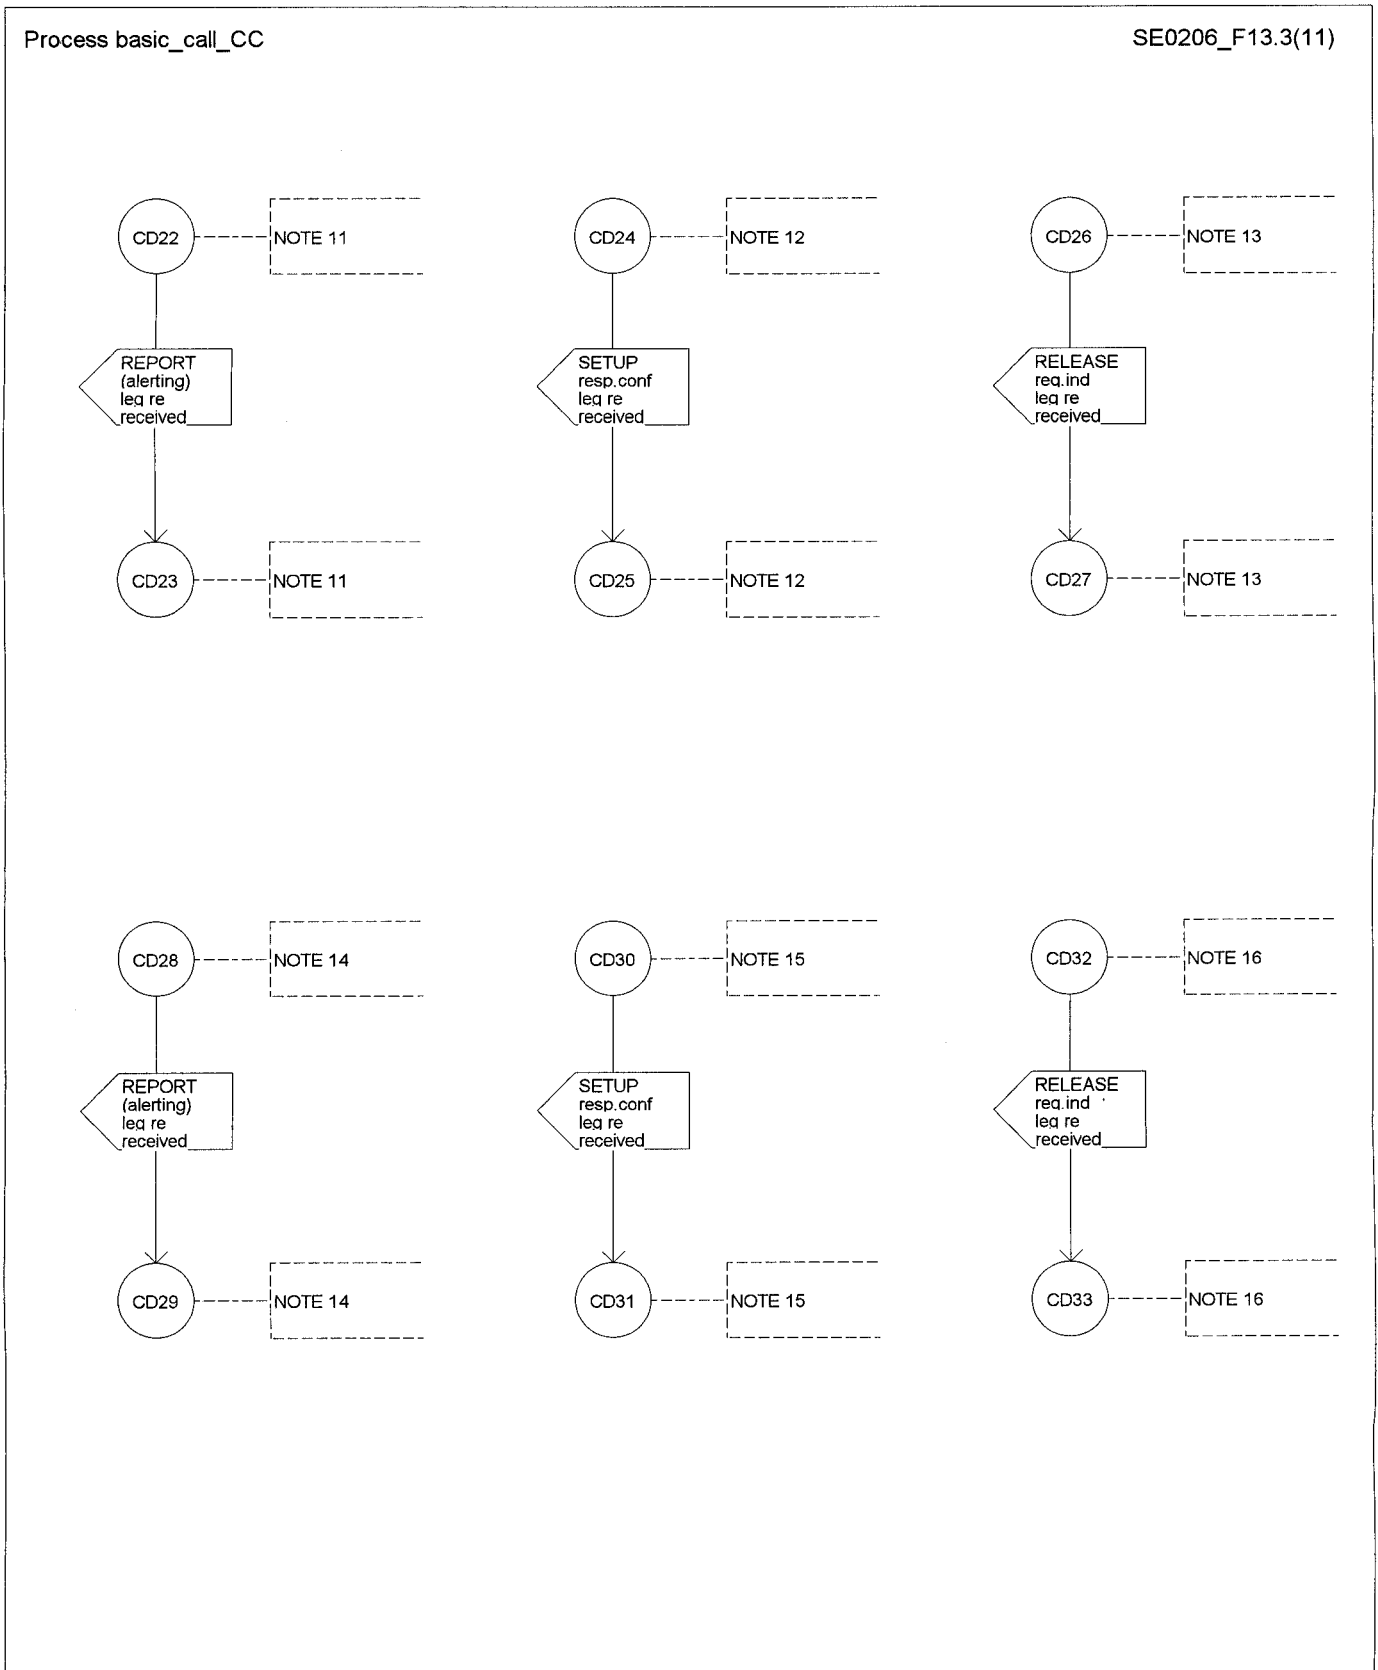 Process basic_call_CC
SE0206_F13.3(11)
CD22
NOTE 11
CD24
NOTE 12
CD26
NOTE 13
REPORT
(alerting)
leg re
received
SETUP
resp.conf
leg re
received
RELEASE
req.ind
leg re
received
CD23
NOTE 11
CD25
NOTE 12
CD27
NOTE 13
CD28
NOTE 14
CD30
NOTE 15
CD32
NOTE 16
REPORT
(alerting)
leg re
received
SETUP
resp.conf
leg re
received
RELEASE
req.ind
leg re
received
CD29
NOTE 14
CD31
NOTE 15
CD33
NOTE 16